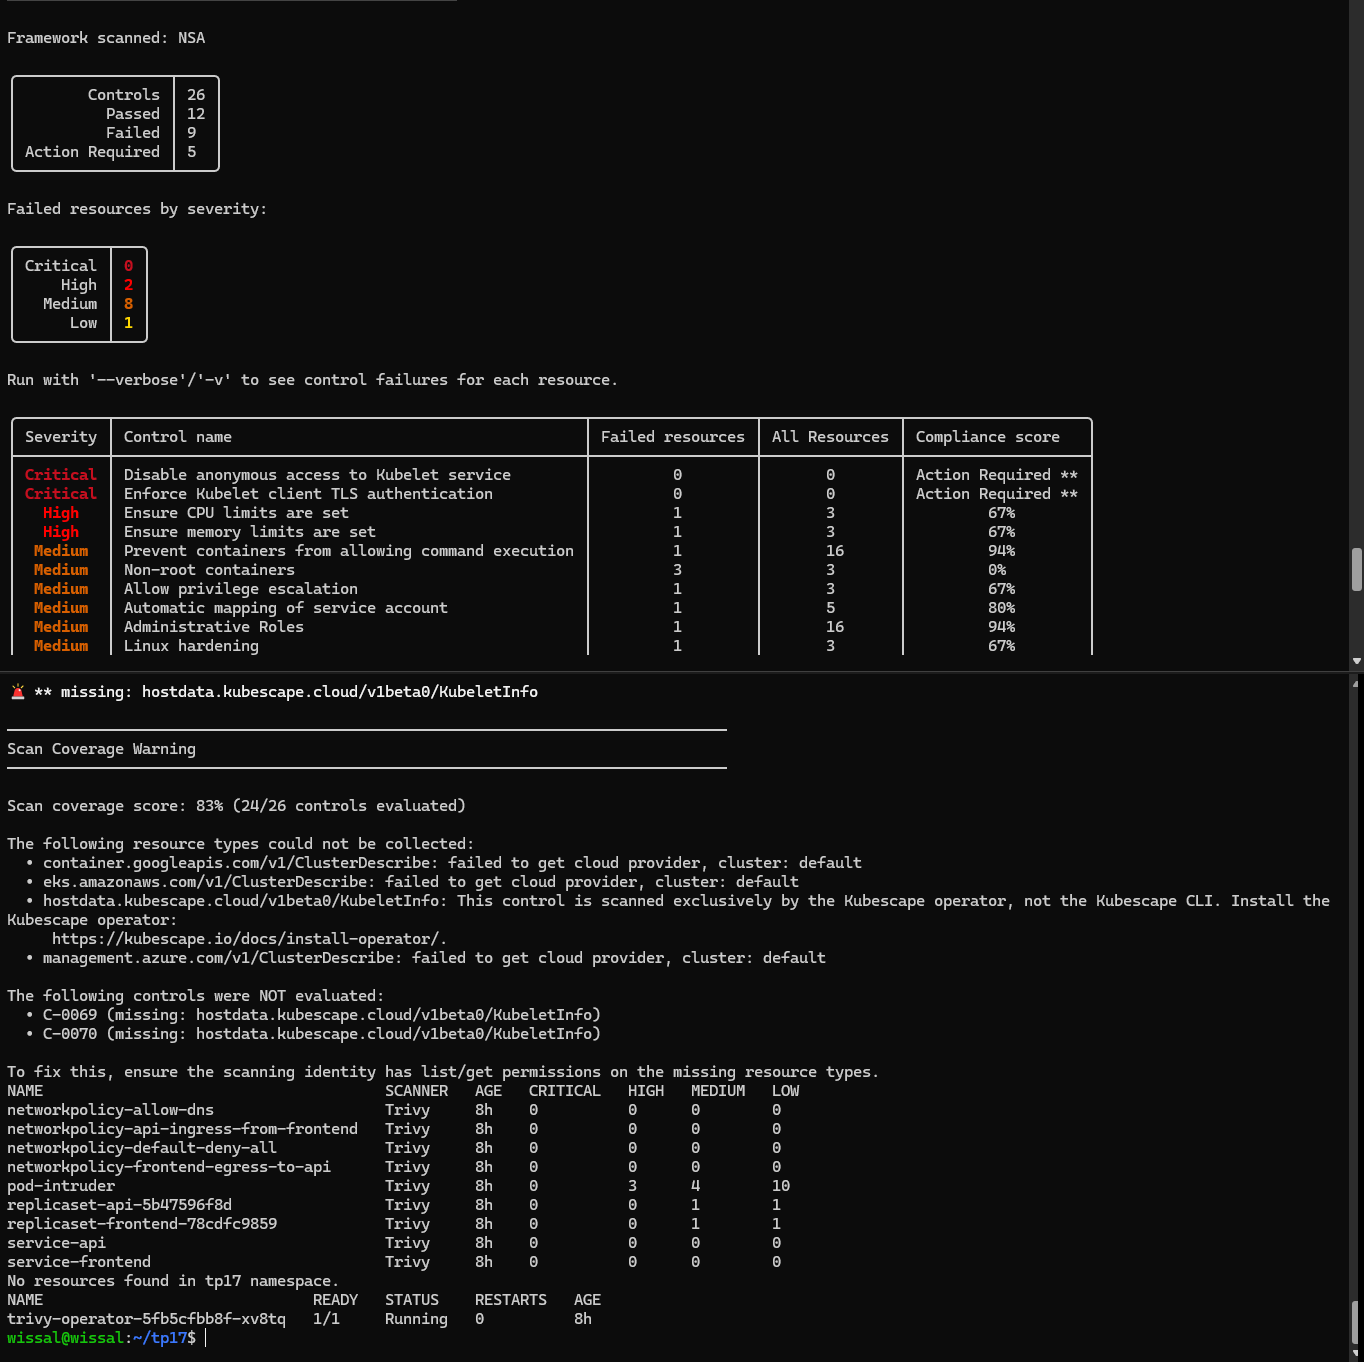 Framework scanned: NSA
Controls 26
Passed 12
Failed 9
Action Required 5
Failed resources by severity:
Critical 0
High 2
Medium 8
Low 1
Run with '--verbose'/'-v' to see control failures for each resource.
Severity Control name Failed resources All Resources Compliance score
Critical Disable anonymous access to Kubelet service 0 0 Action Required **
Critical Enforce Kubelet client TLS authentication 0 0 Action Required **
High Ensure CPU limits are set 1 3 67%
High Ensure memory limits are set 1 3 67%
Medium Prevent containers from allowing command execution 1 16 94%
Medium Non-root containers 3 3 0%
Medium Allow privilege escalation 1 3 67%
Medium Automatic mapping of service account 1 5 80%
Medium Administrative Roles 1 16 94%
Medium Linux hardening 1 3 67%
🚨 ** missing: hostdata.kubescape.cloud/v1beta0/KubeletInfo
Scan Coverage Warning
Scan coverage score: 83% (24/26 controls evaluated)
The following resource types could not be collected:
• container.googleapis.com/v1/ClusterDescribe: failed to get cloud provider, cluster: default
• eks.amazonaws.com/v1/ClusterDescribe: failed to get cloud provider, cluster: default
• hostdata.kubescape.cloud/v1beta0/KubeletInfo: This control is scanned exclusively by the Kubescape operator, not the Kubescape CLI. Install the
Kubescape operator:
https://kubescape.io/docs/install-operator/.
• management.azure.com/v1/ClusterDescribe: failed to get cloud provider, cluster: default
The following controls were NOT evaluated:
• C-0069 (missing: hostdata.kubescape.cloud/v1beta0/KubeletInfo)
• C-0070 (missing: hostdata.kubescape.cloud/v1beta0/KubeletInfo)
To fix this, ensure the scanning identity has list/get permissions on the missing resource types.
NAME SCANNER AGE CRITICAL HIGH MEDIUM LOW
networkpolicy-allow-dns Trivy 8h 0 0 0 0
networkpolicy-api-ingress-from-frontend Trivy 8h 0 0 0 0
networkpolicy-default-deny-all Trivy 8h 0 0 0 0
networkpolicy-frontend-egress-to-api Trivy 8h 0 0 0 0
pod-intruder Trivy 8h 0 3 4 10
replicaset-api-5b47596f8d Trivy 8h 0 0 1 1
replicaset-frontend-78cdfc9859 Trivy 8h 0 0 1 1
service-api Trivy 8h 0 0 0 0
service-frontend Trivy 8h 0 0 0 0
No resources found in tp17 namespace.
NAME READY STATUS RESTARTS AGE
trivy-operator-5fb5cfbb8f-xv8tq 1/1 Running 0 8h
wissal@wissal:~/tp17$